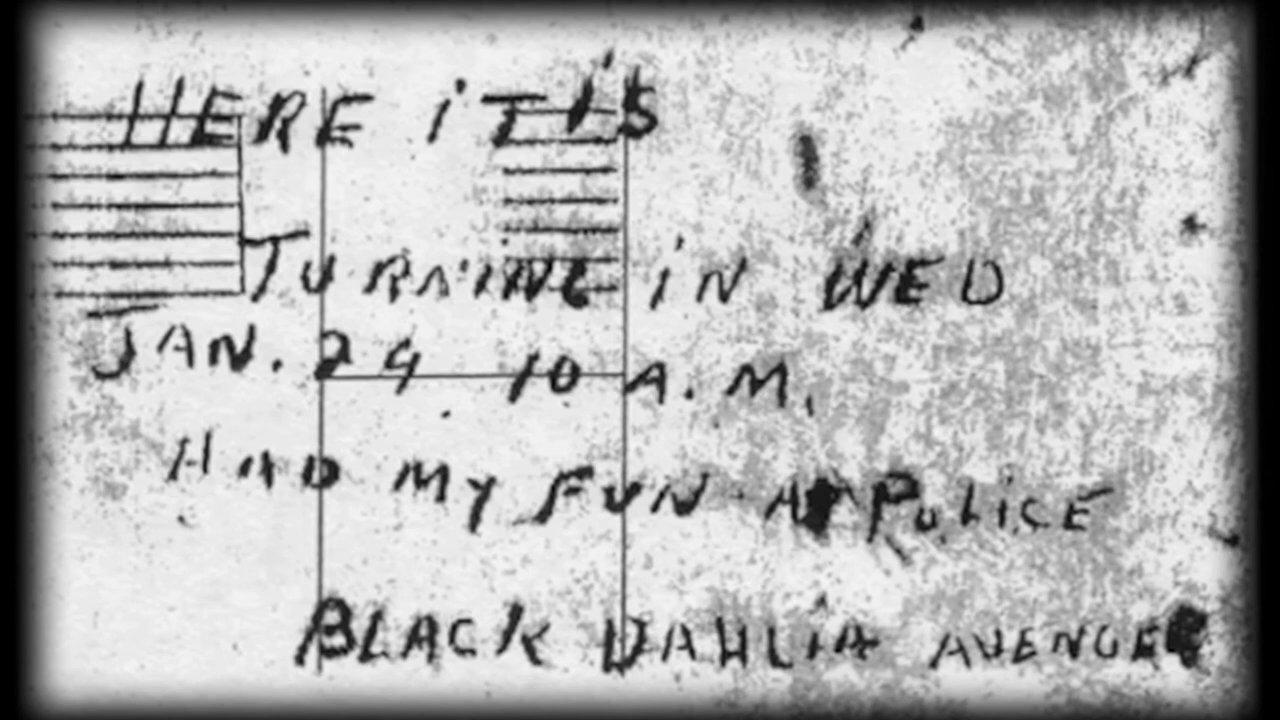 HERE iT iS
TURNiNG iN WED
JAN. 29 10 A.M.
HAD MY FUN AT POLiCE
BLACK DAHLiA AVENGER